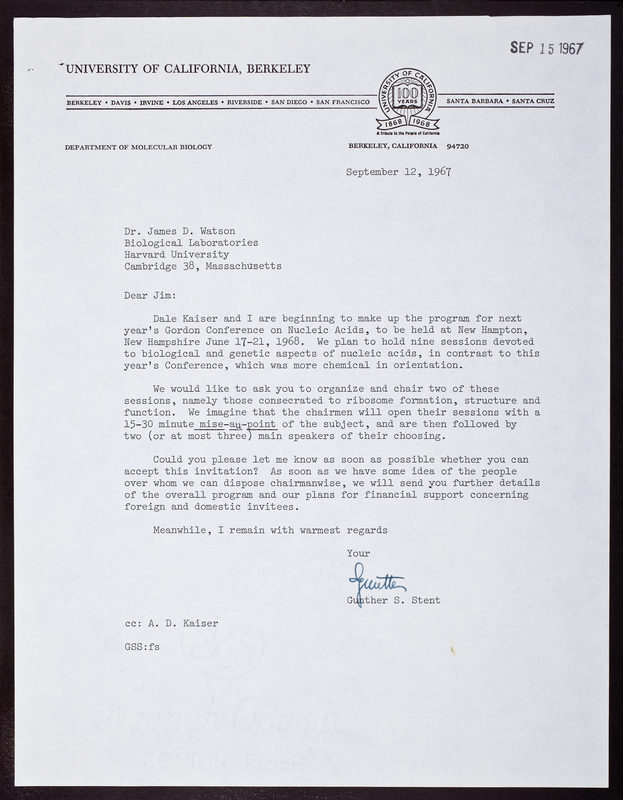 SEP 15 1967
UNIVERSITY OF CALIFORNIA, BERKELEY
BERKELEY • DAVIS • IRVINE • LOS ANGELES • RIVERSIDE • SAN DIEGO • SAN FRANCISCO
UNIVERSITY OF CALIFORNIA
100
YEARS
1868 1968
A Tribute to the People of California
SANTA BARBARA • SANTA CRUZ
DEPARTMENT OF MOLECULAR BIOLOGY
BERKELEY, CALIFORNIA 94720
September 12, 1967
Dr. James D. Watson
Biological Laboratories
Harvard University
Cambridge 38, Massachusetts
Dear Jim:
Dale Kaiser and I are beginning to make up the program for next
year's Gordon Conference on Nucleic Acids, to be held at New Hampton,
New Hampshire June 17-21, 1968. We plan to hold nine sessions devoted
to biological and genetic aspects of nucleic acids, in contrast to this
year's Conference, which was more chemical in orientation.
We would like to ask you to organize and chair two of these
sessions, namely those consecrated to ribosome formation, structure and
function. We imagine that the chairmen will open their sessions with a
15-30 minute mise-au-point of the subject, and are then followed by
two (or at most three) main speakers of their choosing.
Could you please let me know as soon as possible whether you can
accept this invitation? As soon as we have some idea of the people
over whom we can dispose chairmanwise, we will send you further details
of the overall program and our plans for financial support concerning
foreign and domestic invitees.
Meanwhile, I remain with warmest regards
Your
Gunther
Gunther S. Stent
cc: A. D. Kaiser
GSS:fs
Neenah Opaque
COTTON FIBER